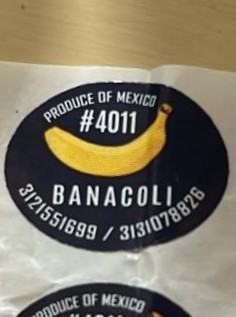 PRODUCE OF MEXICO
#4011
BANACOLI
3121551699 / 3131078826
PRODUCE OF MEXICO